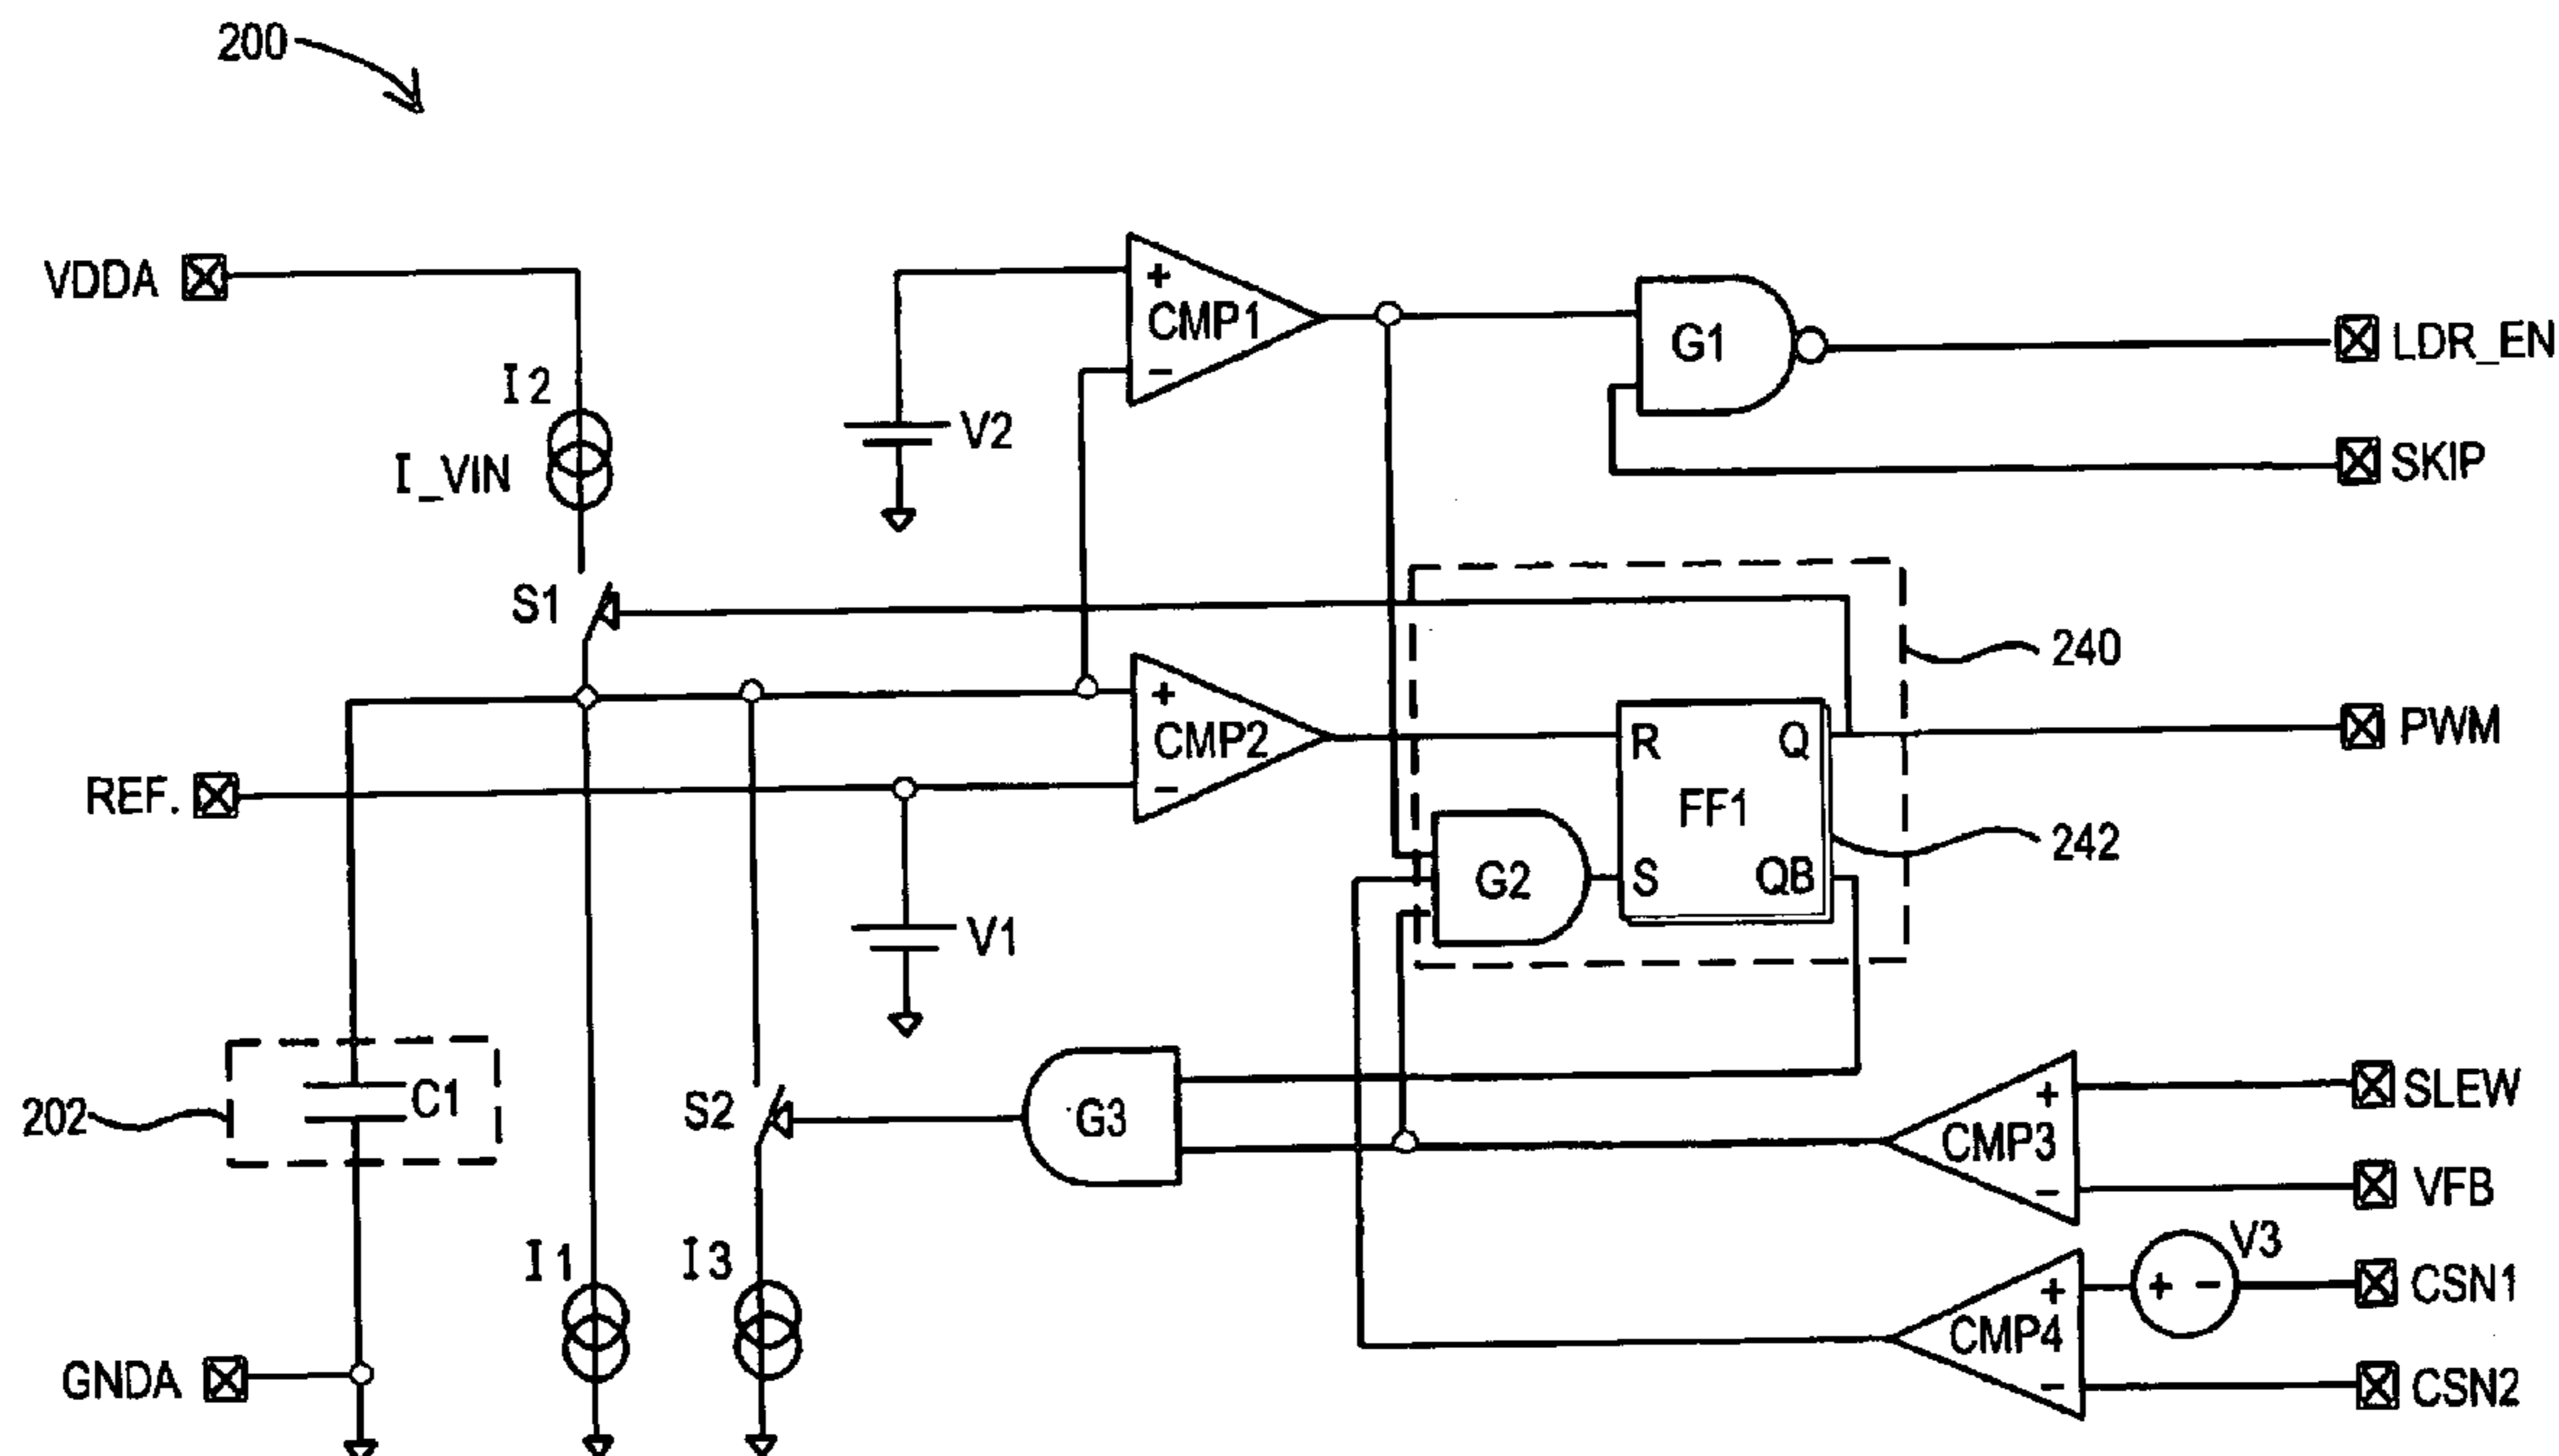 200
VDDA
I2
I_VIN
S1
V2
+
CMP1
-
G1
LDR_EN
SKIP
240
+
CMP2
-
REF.
V1
R
Q
FF1
S
QB
G2
PWM
242
202
C1
S2
G3
I1
I3
GNDA
+
CMP3
-
SLEW
VFB
V3
+ -
+
CMP4
-
CSN1
CSN2